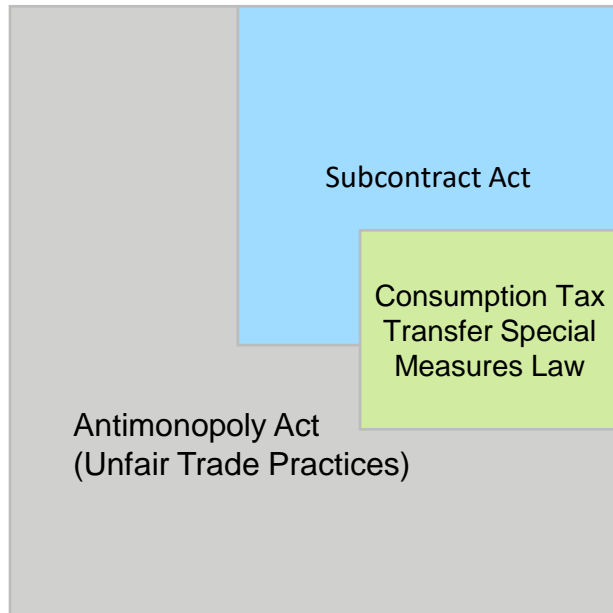 Subcontract Act
Consumption Tax
Transfer Special
Measures Law
Antimonopoly Act
(Unfair Trade Practices)